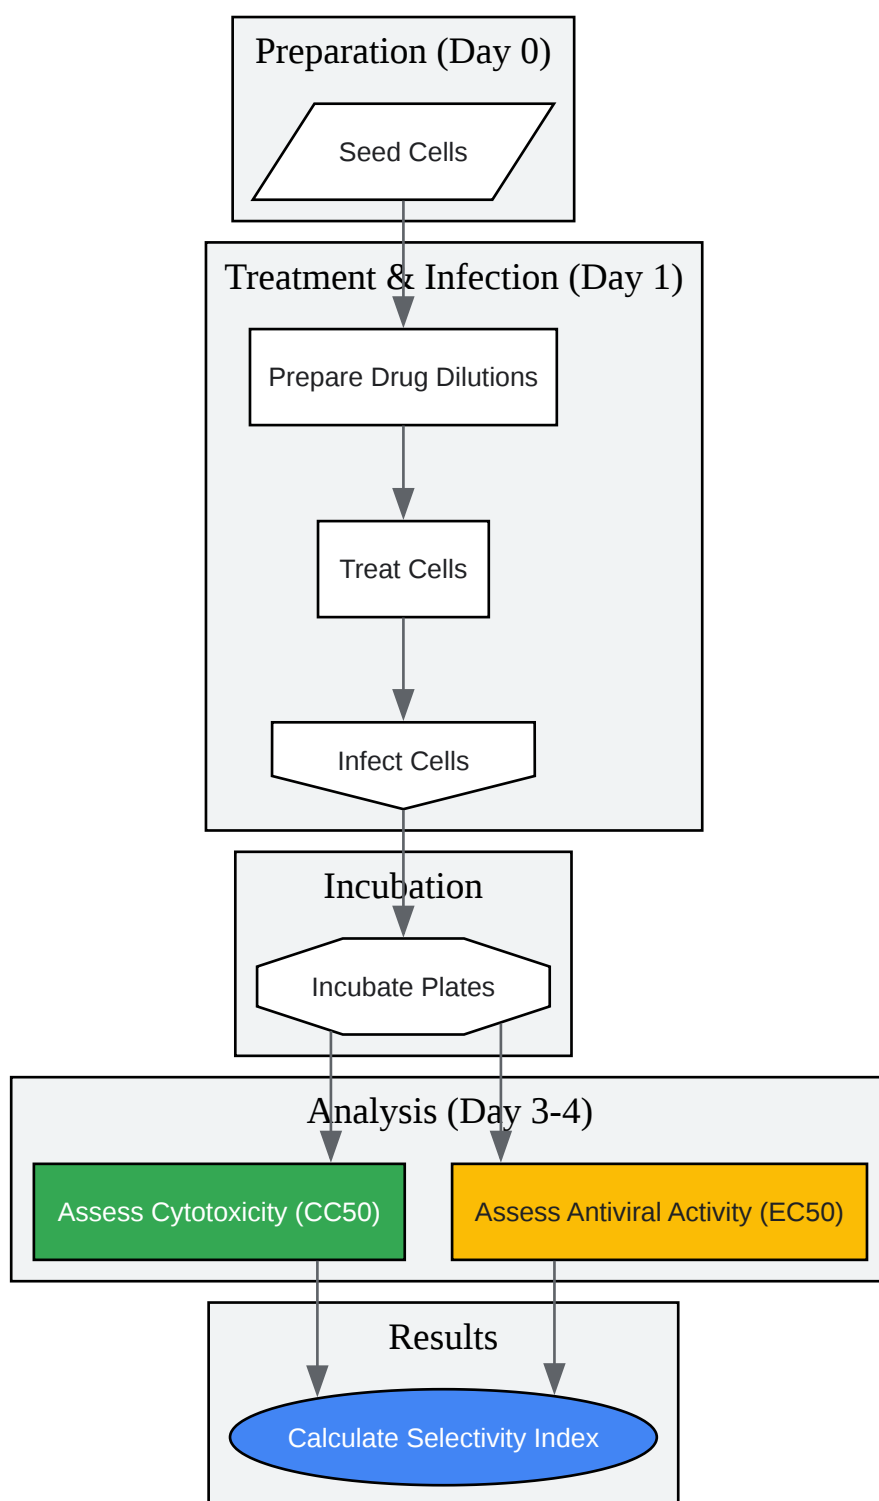 Preparation (Day 0)
Seed Cells
Treatment & Infection (Day 1)
Prepare Drug Dilutions
Treat Cells
Infect Cells
Incubation
Incubate Plates
Analysis (Day 3-4)
Assess Cytotoxicity (CC50)
Assess Antiviral Activity (EC50)
Results
Calculate Selectivity Index